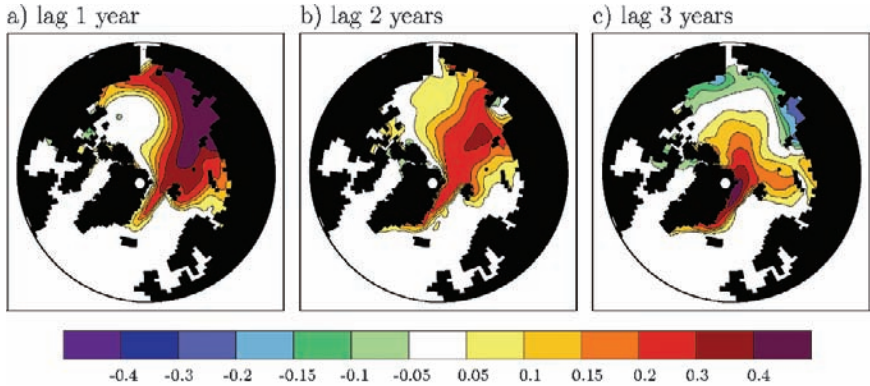 a) lag 1 year
b) lag 2 years
c) lag 3 years
-0.4 -0.3 -0.2 -0.15 -0.1 -0.05 0.05 0.1 0.15 0.2 0.3 0.4